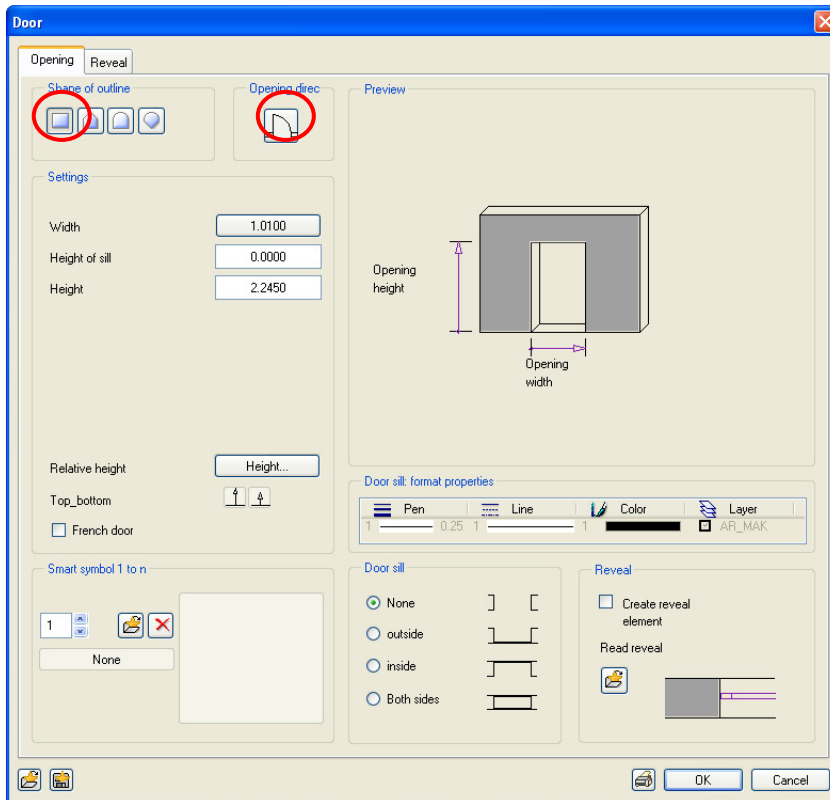 Door
Opening
Reveal
Shape of outline
Opening direc
Preview
Settings
Width
1.0100
Height of sill
0.0000
Height
2.2450
Opening
height
Opening
width
Relative height
Height...
Top_bottom
French door
Door sill: format properties
Pen Line Color Layer
1 0.25 1 1 AR_MAK
Smart symbol 1 to n
1
None
Door sill
None
outside
inside
Both sides
Reveal
Create reveal
element
Read reveal
OK
Cancel